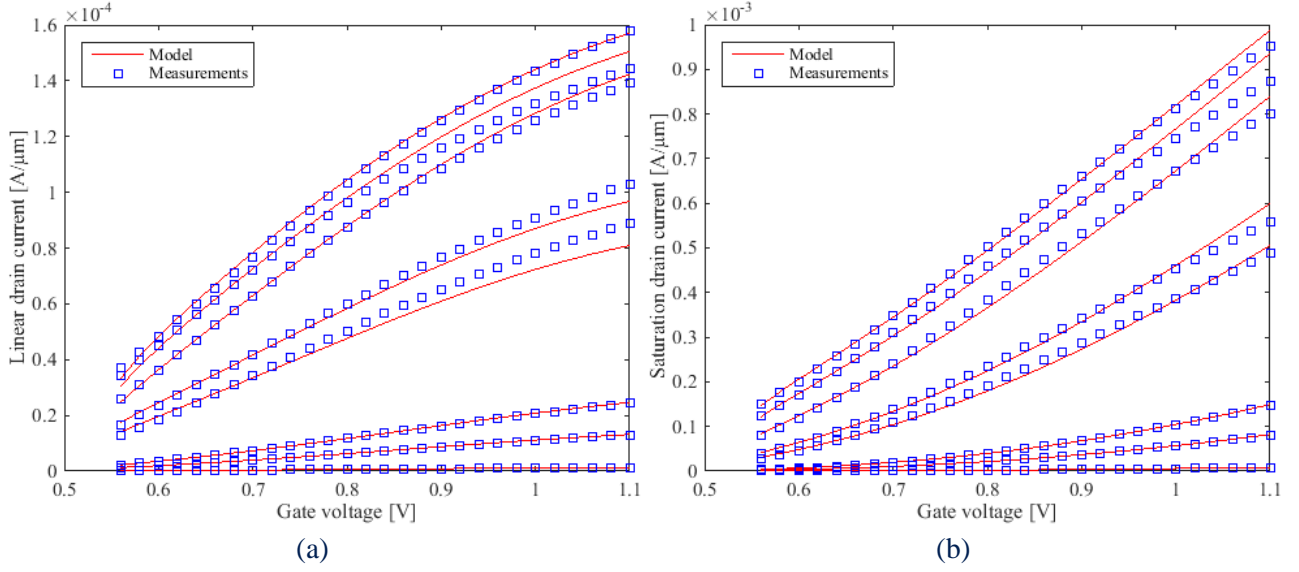 ×10⁻⁴
1.6
1.4
1.2
1
0.8
0.6
0.4
0.2
0
Linear drain current [A/μm]
Model
Measurements
0.5 0.6 0.7 0.8 0.9 1 1.1
Gate voltage [V]
(a)
×10⁻³
1
0.9
0.8
0.7
0.6
0.5
0.4
0.3
0.2
0.1
0
Saturation drain current [A/μm]
Model
Measurements
0.5 0.6 0.7 0.8 0.9 1 1.1
Gate voltage [V]
(b)